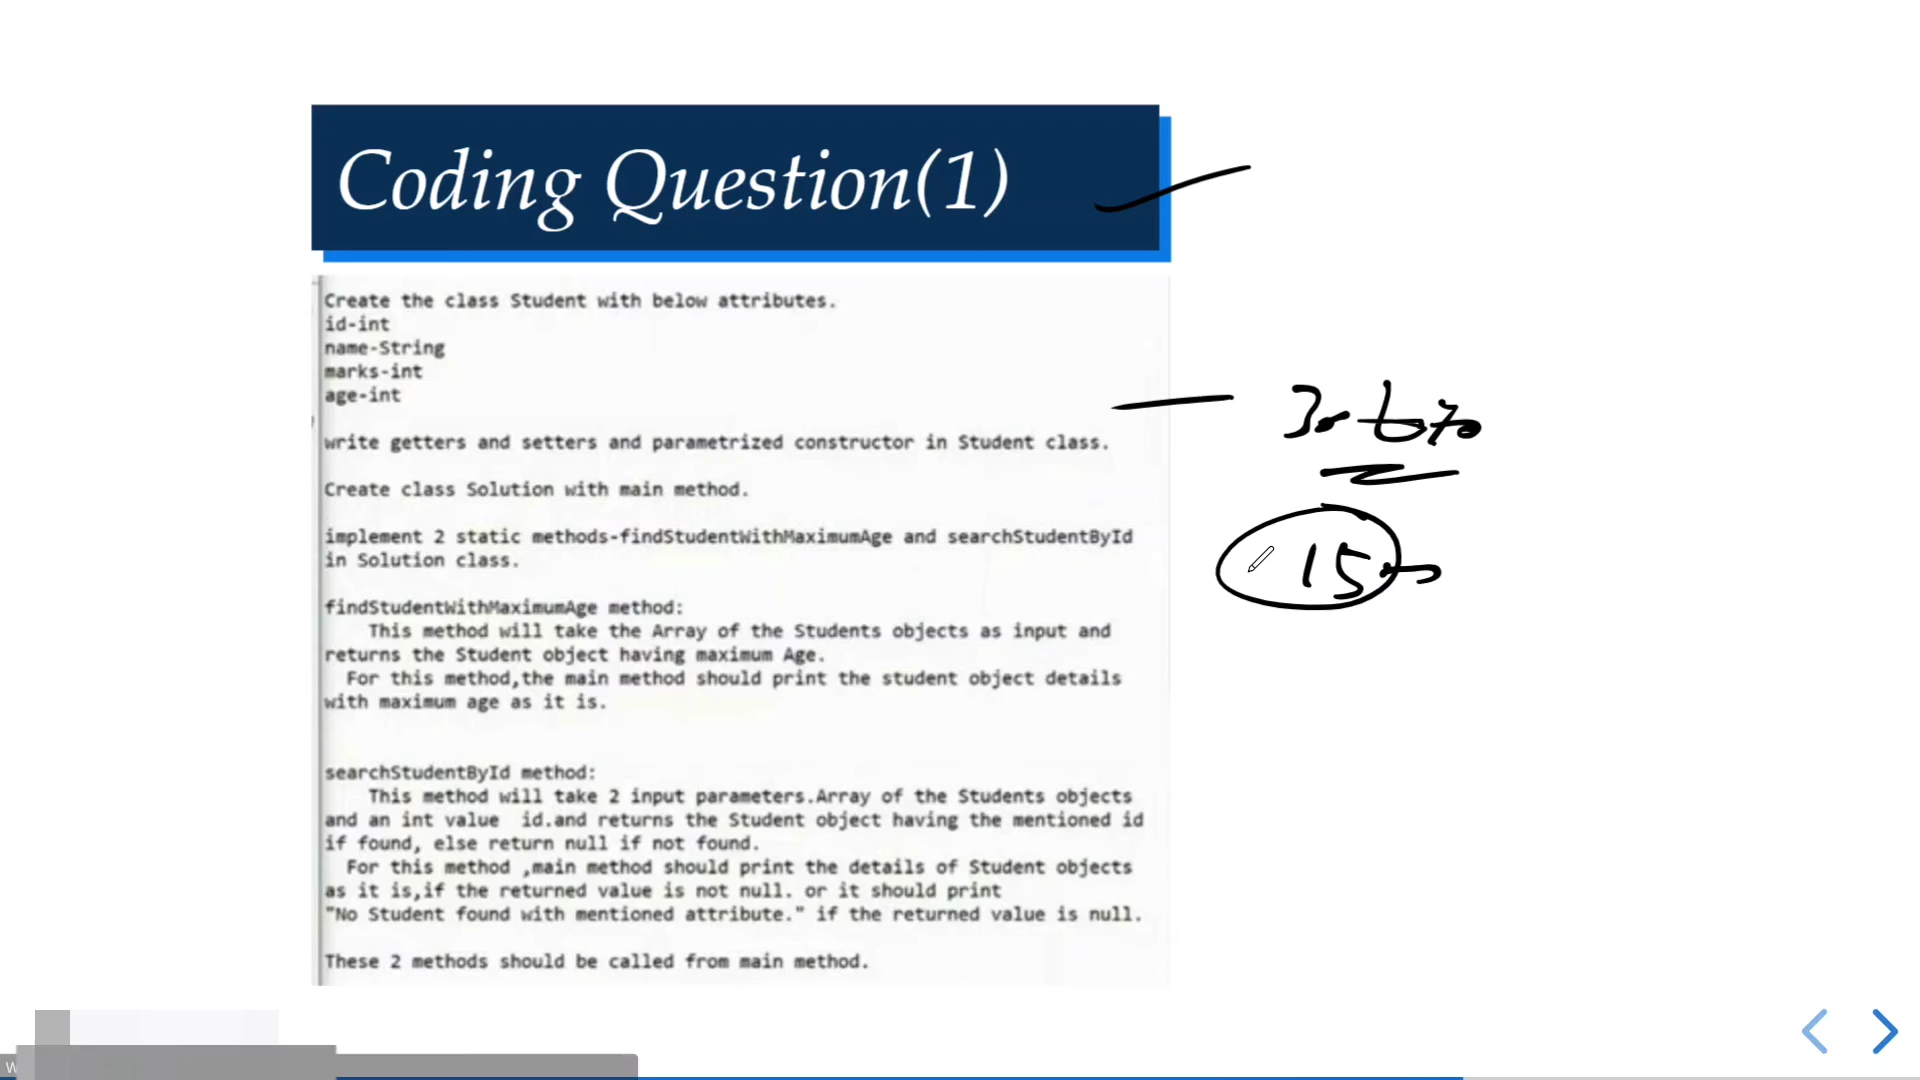 Coding Question(1)
Create the class Student with below attributes.
id-int
name-String
marks-int
age-int
write getters and setters and parametrized constructor in Student class.
Create class Solution with main method.
implement 2 static methods-findStudentWithMaximumAge and searchStudentById
in Solution class.
findStudentWithMaximumAge method:
This method will take the Array of the Students objects as input and
returns the Student object having maximum Age.
For this method,the main method should print the student object details
with maximum age as it is.
searchStudentById method:
This method will take 2 input parameters.Array of the Students objects
and an int value id.and returns the Student object having the mentioned id
if found, else return null if not found.
For this method ,main method should print the details of Student objects
as it is,if the returned value is not null. or it should print
"No Student found with mentioned attribute." if the returned value is null.
These 2 methods should be called from main method.
15
W